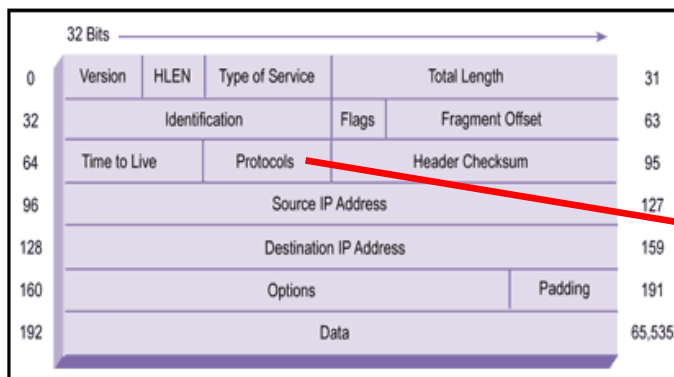 32 Bits
0 Version HLEN Type of Service Total Length 31
32 Identification Flags Fragment Offset 63
64 Time to Live Protocols Header Checksum 95
96 Source IP Address 127
128 Destination IP Address 159
160 Options Padding 191
192 Data 65,535